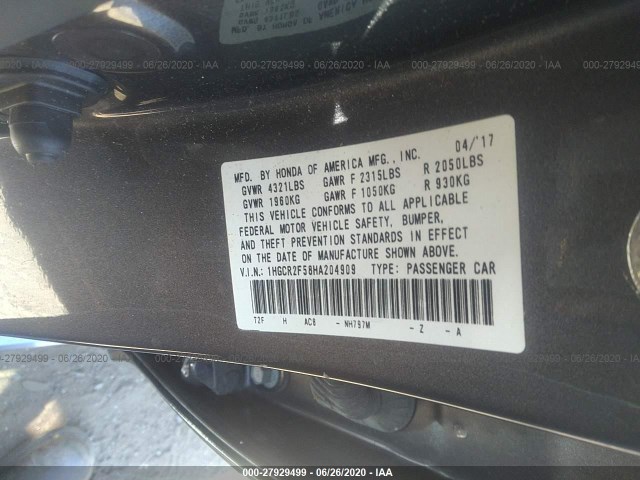 000-27929499 | 06/26/2020 | IAA
MFD. BY HONDA OF AMERICA MFG., INC. 04/'17
GVWR 4321LBS GAWR F 2315LBS R 2050LBS
GVWR 1960KG GAWR F 1050KG R 930KG
THIS VEHICLE CONFORMS TO ALL APPLICABLE
FEDERAL MOTOR VEHICLE SAFETY, BUMPER,
AND THEFT PREVENTION STANDARDS IN EFFECT
ON THE DATE OF MANUFACTURE SHOWN ABOVE.
V.I.N.: 1HGCR2F58HA204909 TYPE: PASSENGER CAR
T2F H AC8 - NH797M - Z - A
000-27929499 | 06/26/2020 | IAA